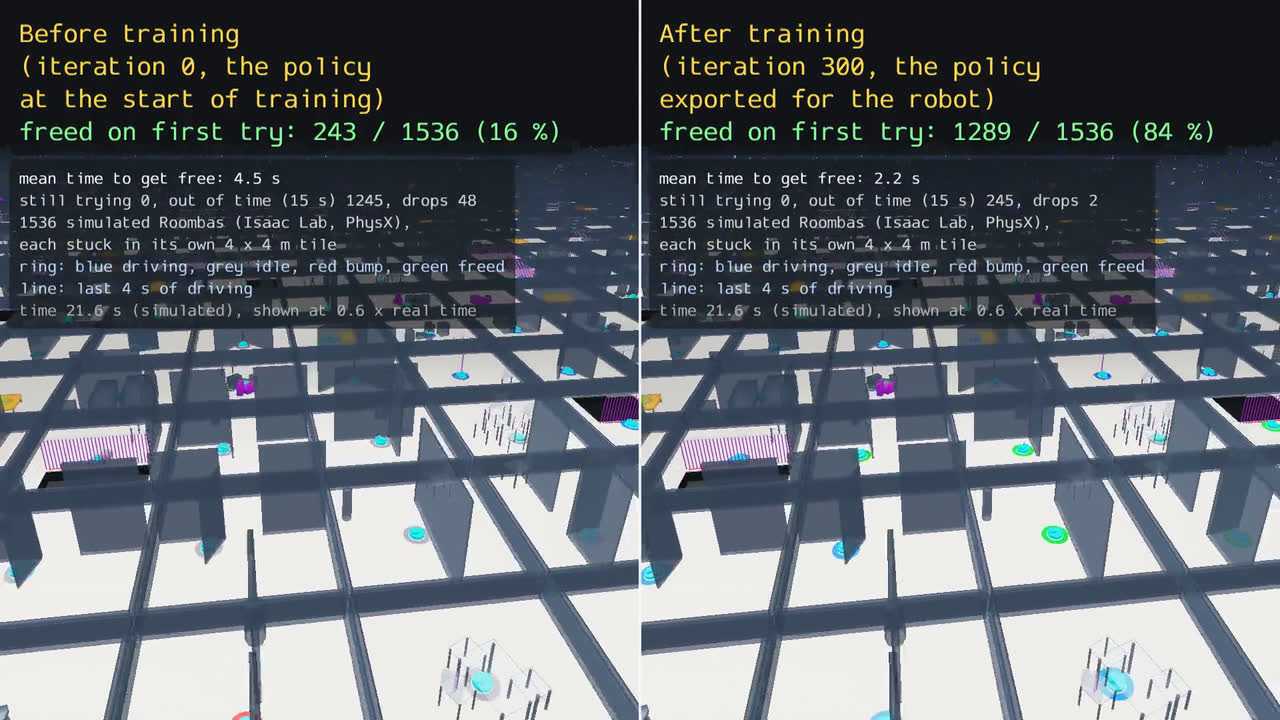 Before training
(iteration 0, the policy
at the start of training)
freed on first try: 243 / 1536 (16 %)
mean time to get free: 4.5 s
still trying 0, out of time (15 s) 1245, drops 48
1536 simulated Roombas (Isaac Lab, PhysX),
each stuck in its own 4 x 4 m tile
ring: blue driving, grey idle, red bump, green freed
line: last 4 s of driving
time 21.6 s (simulated), shown at 0.6 x real time
After training
(iteration 300, the policy
exported for the robot)
freed on first try: 1289 / 1536 (84 %)
mean time to get free: 2.2 s
still trying 0, out of time (15 s) 245, drops 2
1536 simulated Roombas (Isaac Lab, PhysX),
each stuck in its own 4 x 4 m tile
ring: blue driving, grey idle, red bump, green freed
line: last 4 s of driving
time 21.6 s (simulated), shown at 0.6 x real time